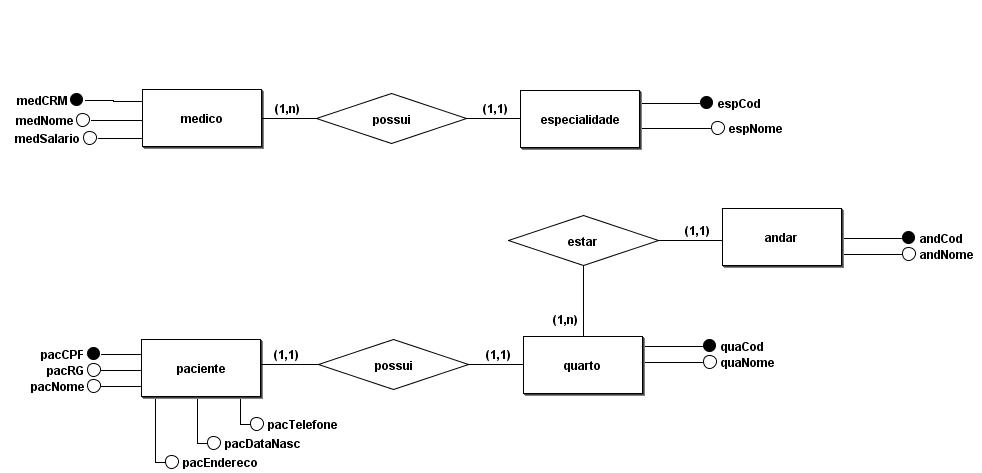 medCRM
medNome
medSalario
medico
(1,n)
possui
(1,1)
especialidade
espCod
espNome
estar
(1,1)
andar
andCod
andNome
(1,n)
pacCPF
pacRG
pacNome
paciente
(1,1)
possui
(1,1)
quarto
quaCod
quaNome
pacTelefone
pacDataNasc
pacEndereco